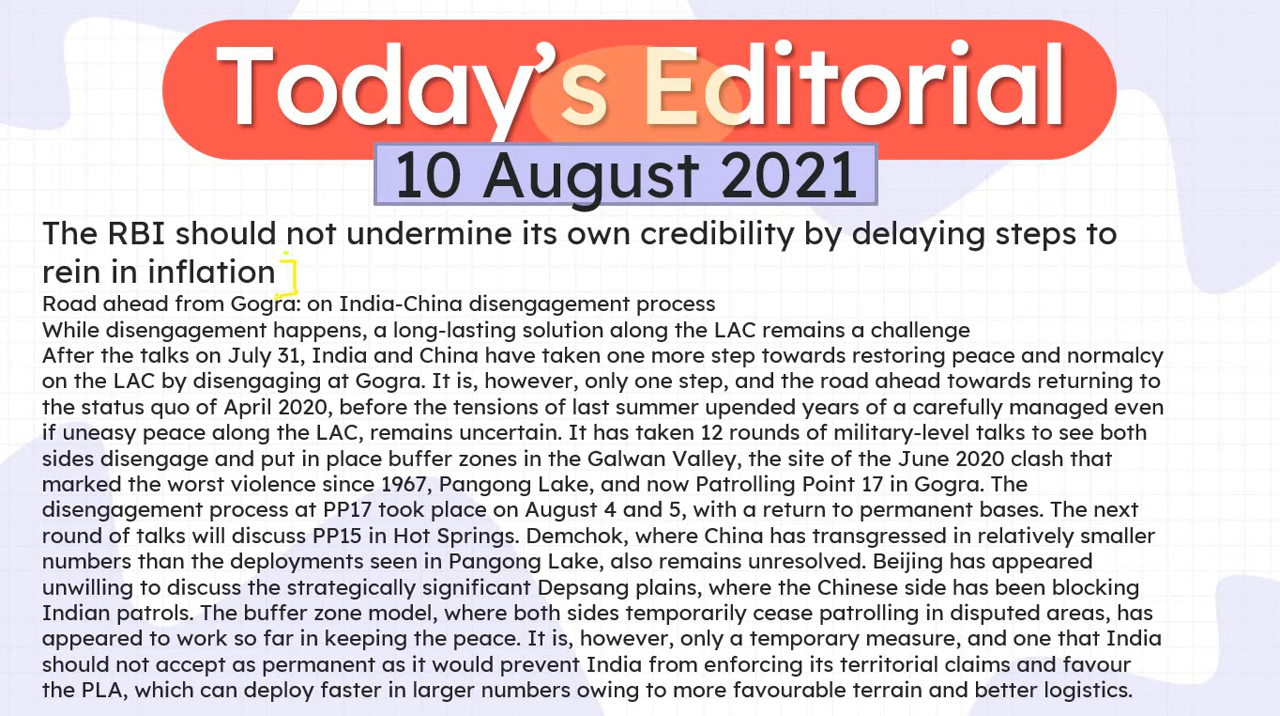 Today's Editorial
10 August 2021
The RBI should not undermine its own credibility by delaying steps to
rein in inflation
Road ahead from Gogra: on India-China disengagement process
While disengagement happens, a long-lasting solution along the LAC remains a challenge
After the talks on July 31, India and China have taken one more step towards restoring peace and normalcy
on the LAC by disengaging at Gogra. It is, however, only one step, and the road ahead towards returning to
the status quo of April 2020, before the tensions of last summer upended years of a carefully managed even
if uneasy peace along the LAC, remains uncertain. It has taken 12 rounds of military-level talks to see both
sides disengage and put in place buffer zones in the Galwan Valley, the site of the June 2020 clash that
marked the worst violence since 1967, Pangong Lake, and now Patrolling Point 17 in Gogra. The
disengagement process at PP17 took place on August 4 and 5, with a return to permanent bases. The next
round of talks will discuss PP15 in Hot Springs. Demchok, where China has transgressed in relatively smaller
numbers than the deployments seen in Pangong Lake, also remains unresolved. Beijing has appeared
unwilling to discuss the strategically significant Depsang plains, where the Chinese side has been blocking
Indian patrols. The buffer zone model, where both sides temporarily cease patrolling in disputed areas, has
appeared to work so far in keeping the peace. It is, however, only a temporary measure, and one that India
should not accept as permanent as it would prevent India from enforcing its territorial claims and favour
the PLA, which can deploy faster in larger numbers owing to more favourable terrain and better logistics.